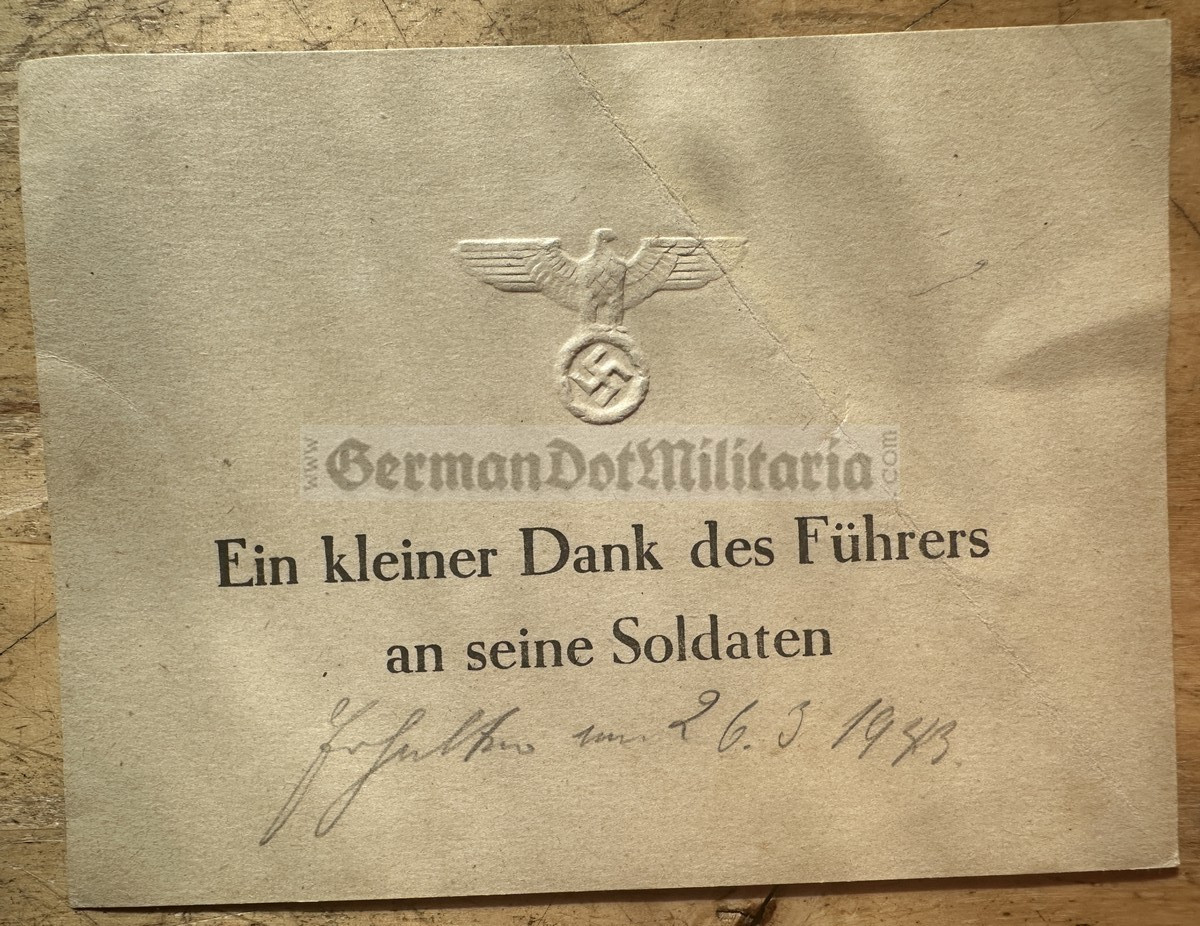 www.GermanDotMilitaria.com
Ein kleiner Dank des Führers
an seine Soldaten
Erhalten am 26.3.1943.